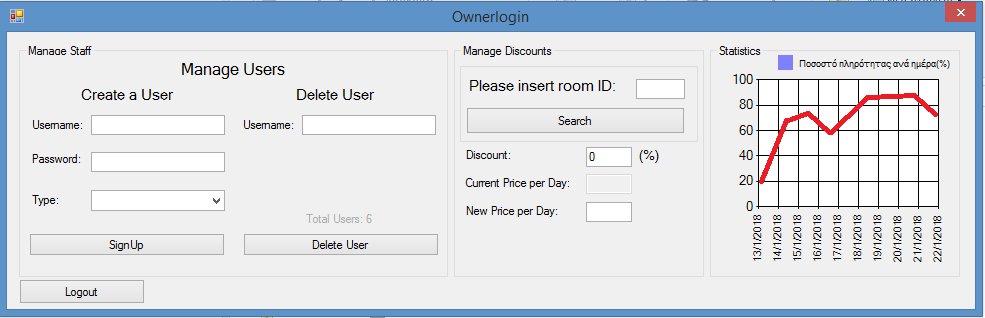 Ownerlogin
Manage Staff
Manage Users
Create a User
Delete User
Username:
Username:
Password:
Type:
Total Users: 6
SignUp
Delete User
Logout
Manage Discounts
Please insert room ID:
Search
Discount:
0
(%)
Current Price per Day:
New Price per Day:
Statistics
Ποσοστό πληρότητας ανά ημέρα(%)
100
80
60
40
20
0
13/1/2018
14/1/2018
15/1/2018
16/1/2018
17/1/2018
18/1/2018
19/1/2018
20/1/2018
21/1/2018
22/1/2018